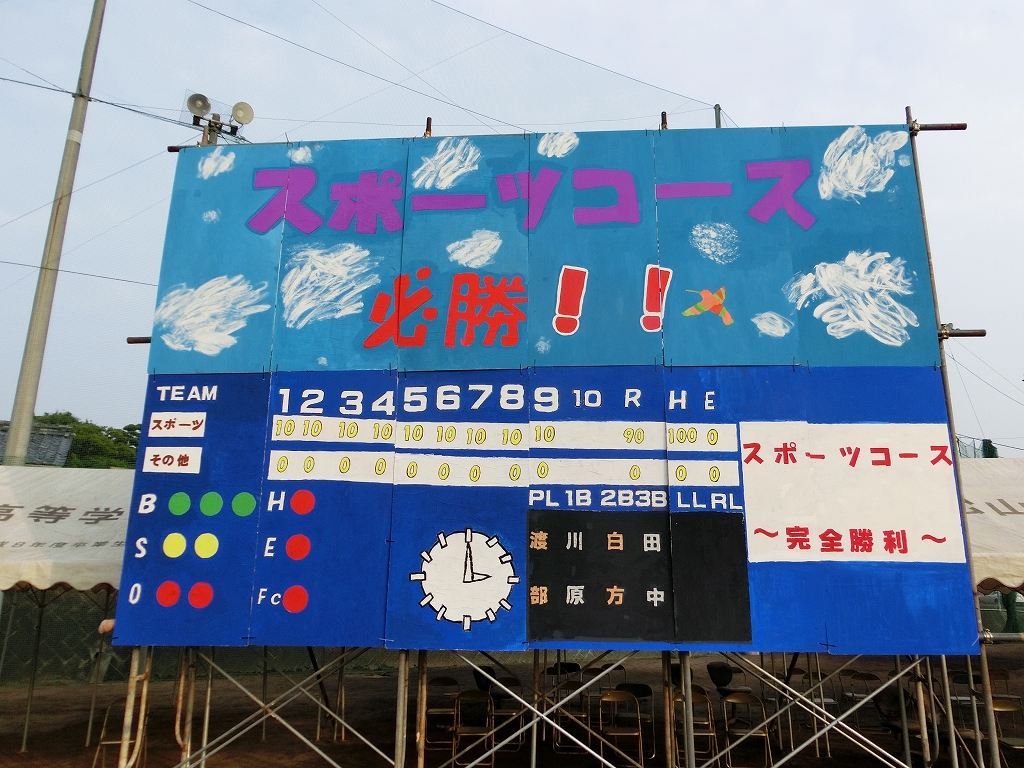 スポーツコース
必勝！！
TEAM 1 2 3 4 5 6 7 8 9 10 R H E
スポーツ 10 10 10 10 10 10 10 10 10 90 100 0
その他 0 0 0 0 0 0 0 0 0 0 0 0
スポーツコース
〜完全勝利〜
PL 1B 2B 3B LL RL
B H
渡 川 白 田
S E
部 原 方 中
O Fc
高等学
山